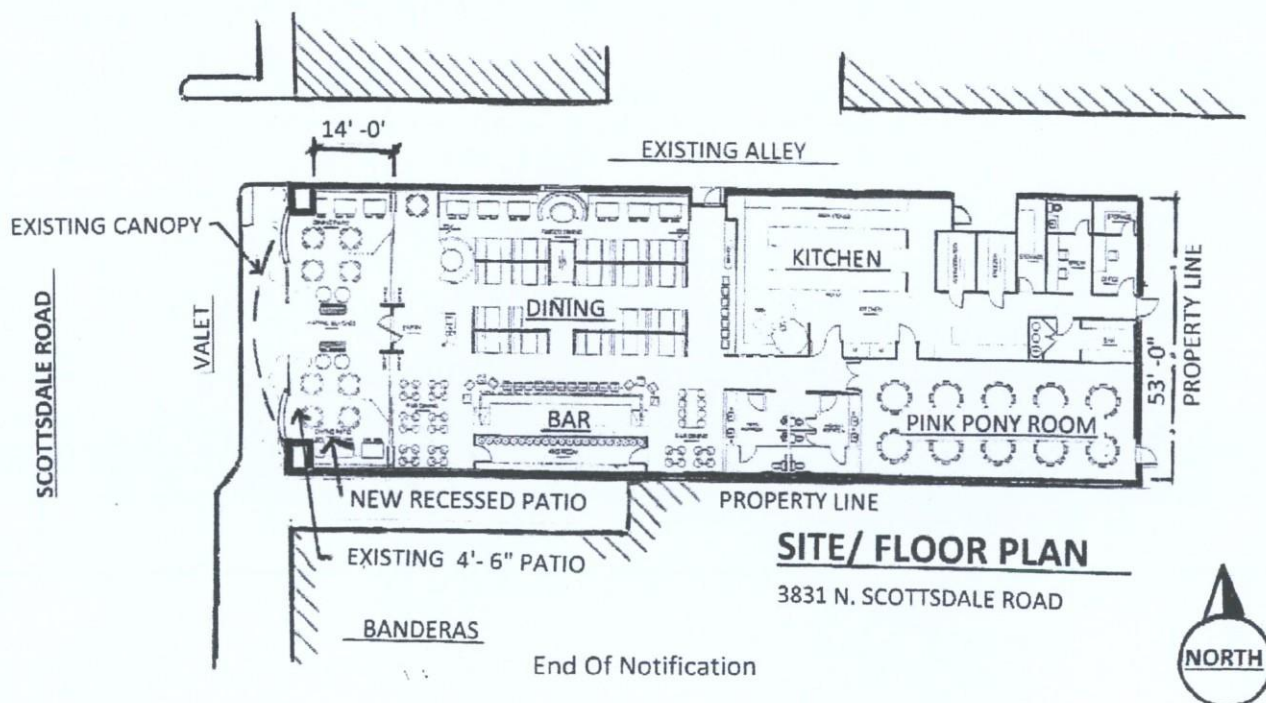 14' -0'
EXISTING ALLEY
EXISTING CANOPY
SCOTTSDALE ROAD
VALET
KITCHEN
DINING
ENTRY
KITCHEN
BAR
PINK PONY ROOM
53' -0"
PROPERTY LINE
NEW RECESSED PATIO
PROPERTY LINE
EXISTING 4'- 6" PATIO
SITE/ FLOOR PLAN
3831 N. SCOTTSDALE ROAD
BANDERAS
End Of Notification
NORTH